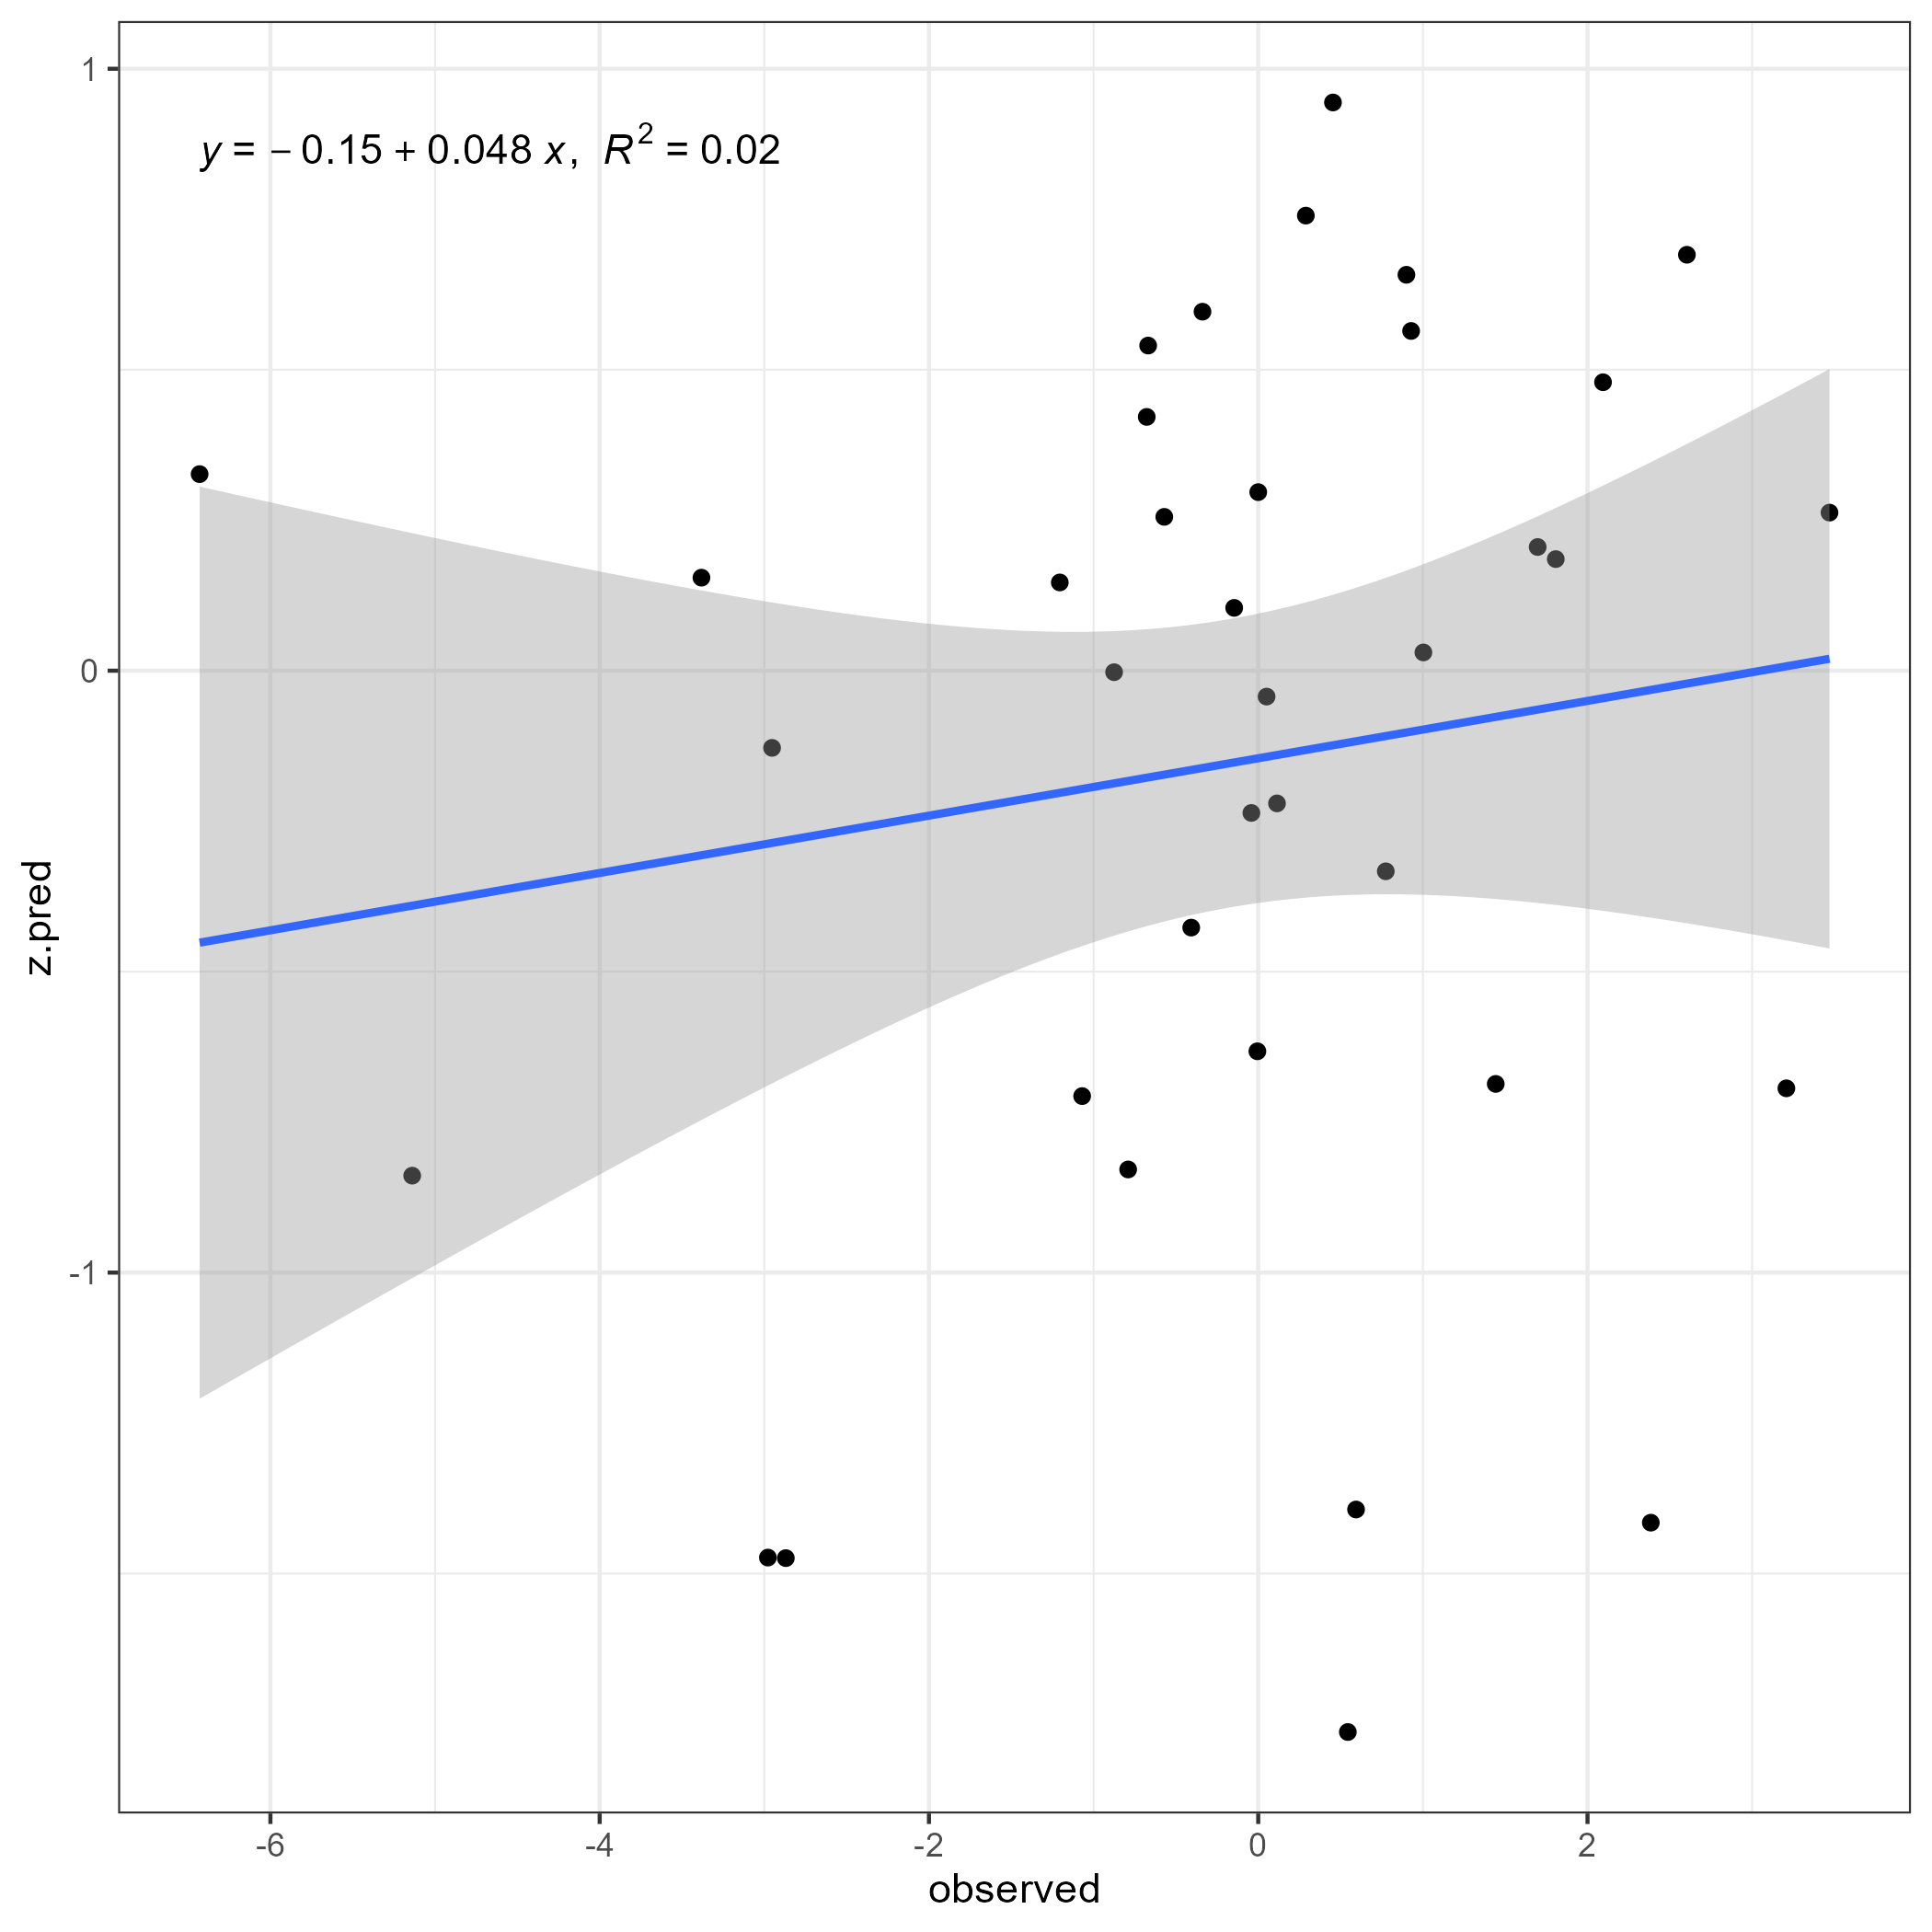 y = − 0.15 + 0.048 x, R² = 0.02
1
0
-1
z.pred
-6 -4 -2 0 2
observed